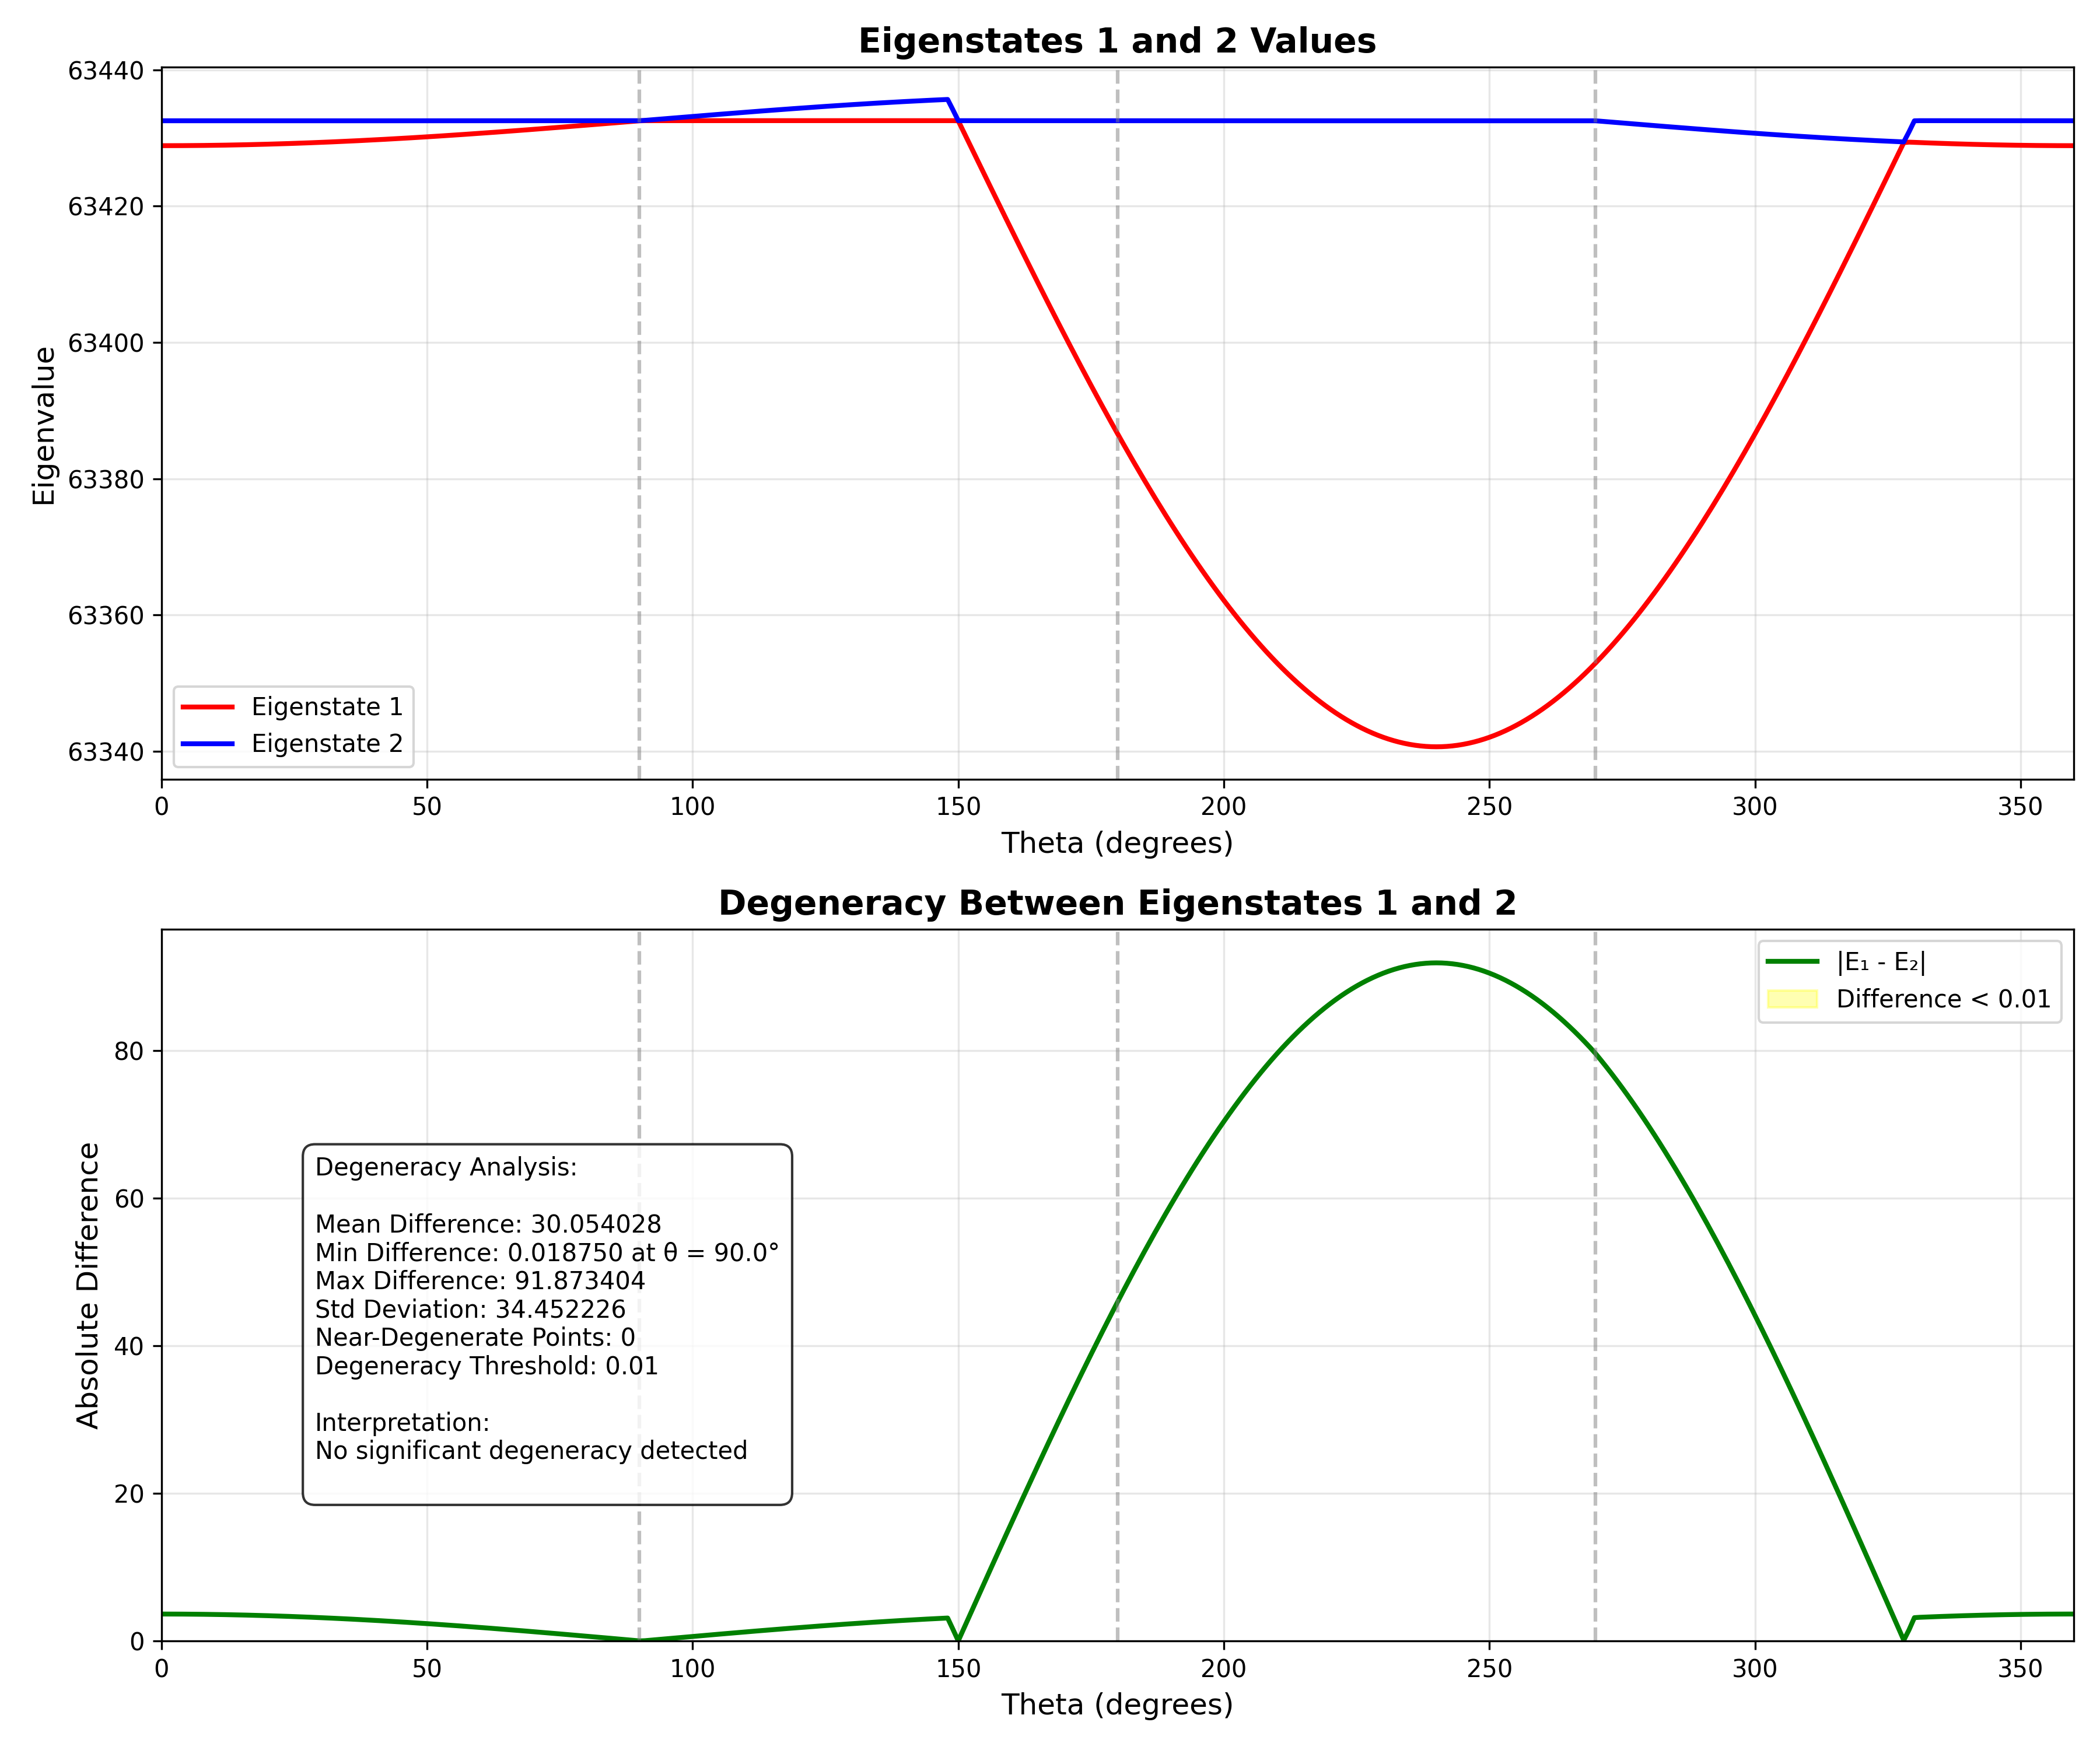 Eigenstates 1 and 2 Values
63440
63420
63400
63380
63360
63340
Eigenvalue
Eigenstate 1
Eigenstate 2
0 50 100 150 200 250 300 350
Theta (degrees)
Degeneracy Between Eigenstates 1 and 2
|E₁ - E₂|
Difference < 0.01
80
60
40
20
0
Absolute Difference
Degeneracy Analysis:
Mean Difference: 30.054028
Min Difference: 0.018750 at θ = 90.0°
Max Difference: 91.873404
Std Deviation: 34.452226
Near-Degenerate Points: 0
Degeneracy Threshold: 0.01
Interpretation:
No significant degeneracy detected
0 50 100 150 200 250 300 350
Theta (degrees)